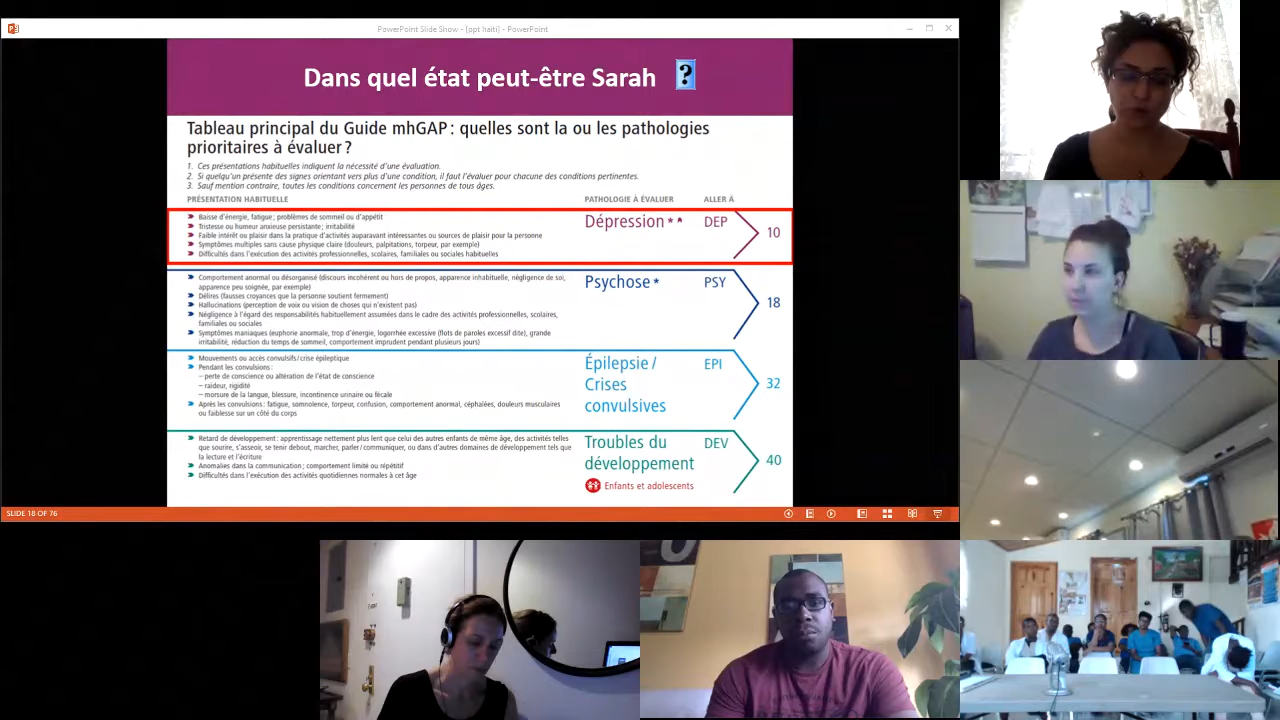 PowerPoint Slide Show - [ppt haiti] - PowerPoint
Dans quel état peut-être Sarah ?
Tableau principal du Guide mhGAP : quelles sont la ou les pathologies
prioritaires à évaluer ?
1. Ces présentations habituelles indiquent la nécessité d'une évaluation.
2. Si quelqu'un présente des signes orientant vers plus d'une condition, il faut l'évaluer pour chacune des conditions pertinentes.
3. Sauf mention contraire, toutes les conditions concernent les personnes de tous âges.
PRÉSENTATION HABITUELLE PATHOLOGIE À ÉVALUER ALLER À
Baisse d'énergie, fatigue ; problèmes de sommeil ou d'appétit
Tristesse ou humeur anxieuse persistante ; irritabilité
Faible intérêt ou plaisir dans la pratique d'activités auparavant intéressantes ou sources de plaisir pour la personne
Symptômes multiples sans cause physique claire (douleurs, palpitations, torpeur, par exemple)
Difficultés dans l'exécution des activités professionnelles, scolaires, familiales ou sociales habituelles
Dépression * DEP 10
Comportement anormal ou désorganisé (discours incohérent ou hors de propos, apparence inhabituelle, négligence de soi,
apparence peu soignée, par exemple)
Délires (fausses croyances que la personne soutient fermement)
Hallucinations (perception de voix ou vision de choses qui n'existent pas)
Négligence à l'égard des responsabilités habituellement assumées dans le cadre des activités professionnelles, scolaires,
familiales ou sociales
Symptômes maniaques (euphorie anormale, trop d'énergie, logorrhée excessive (flots de paroles excessif dite), grande
irritabilité, réduction du temps de sommeil, comportement imprudent pendant plusieurs jours)
Psychose * PSY 18
Mouvements ou accès convulsifs / crise épileptique
Pendant les convulsions :
– perte de conscience ou altération de l'état de conscience
– raideur, rigidité
– morsure de la langue, blessure, incontinence urinaire ou fécale
Après les convulsions : fatigue, somnolence, torpeur, confusion, comportement anormal, céphalées, douleurs musculaires
ou faiblesse sur un côté du corps
Épilepsie / EPI
Crises 32
convulsives
Retard de développement : apprentissage nettement plus lent que celui des autres enfants de même âge, des activités telles
que sourire, s'asseoir, se tenir debout, marcher, parler / communiquer, ou dans d'autres domaines de développement tels que
la lecture et l'écriture
Anomalies dans la communication ; comportement limité ou répétitif
Difficultés dans l'exécution des activités quotidiennes normales à cet âge
Troubles du DEV
développement 40
Enfants et adolescents
SLIDE 18 OF 76